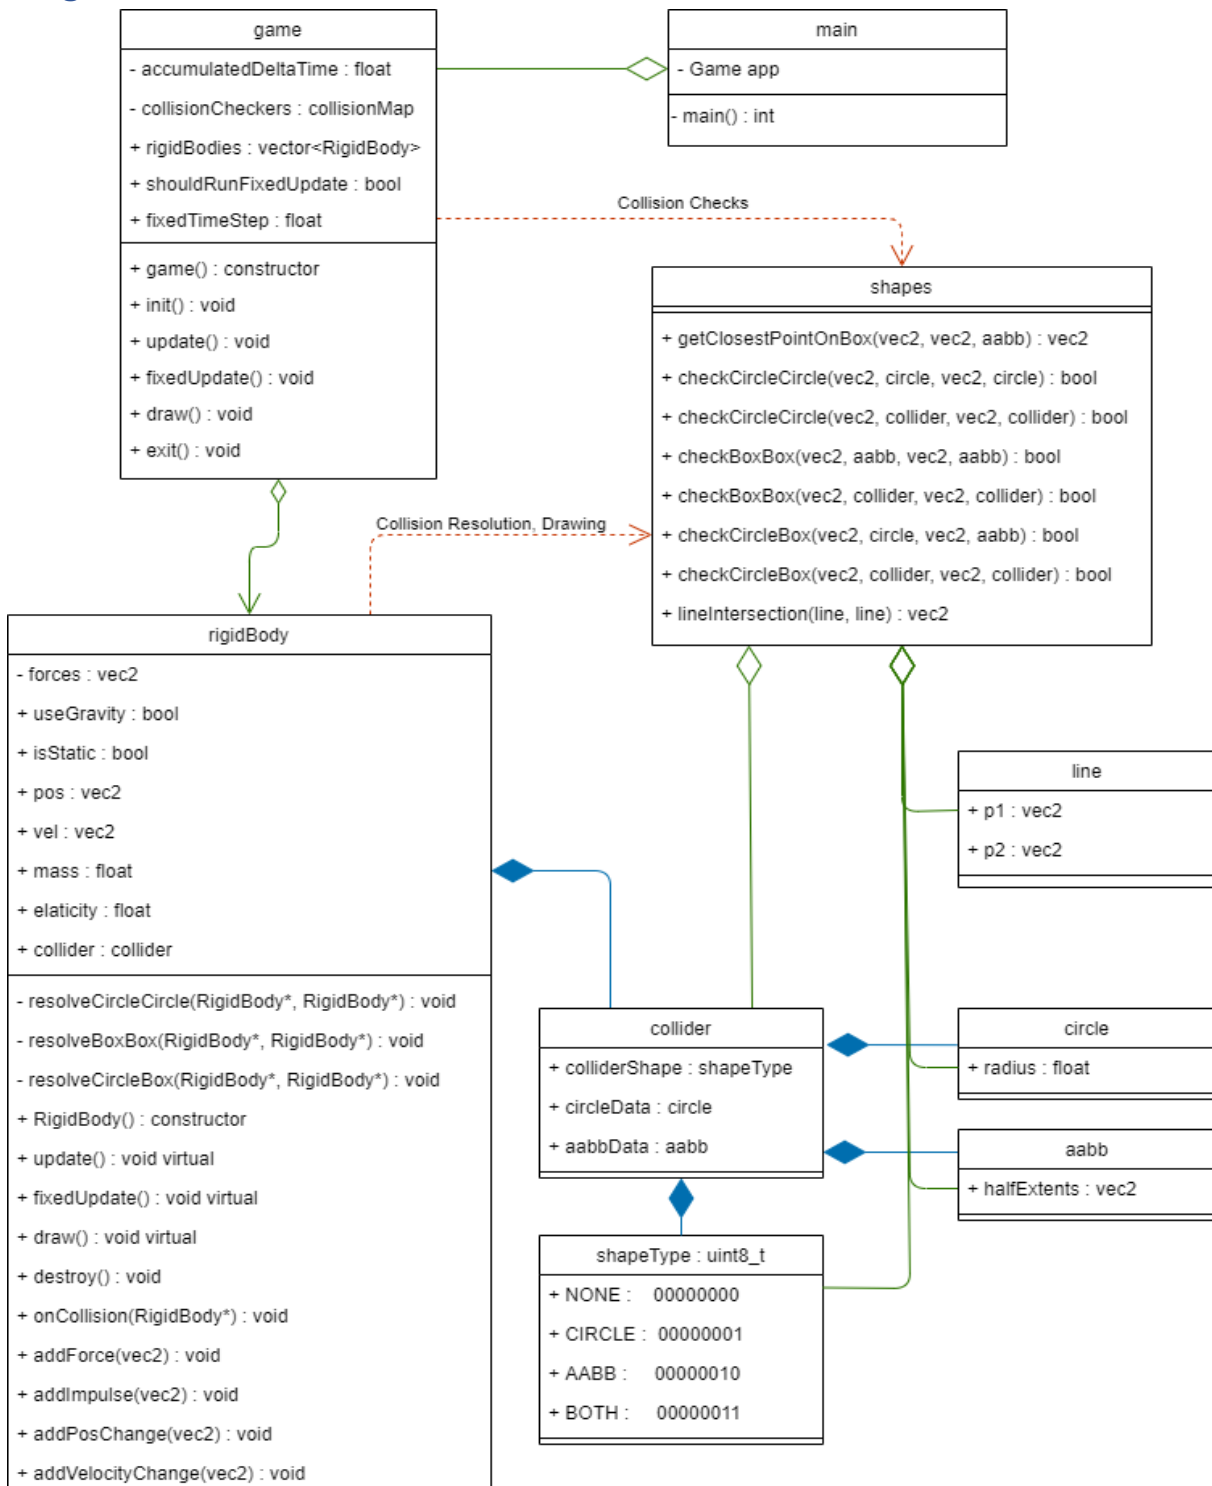 game
- accumulatedDeltaTime : float
- collisionCheckers : collisionMap
+ rigidBodies : vector<RigidBody>
+ shouldRunFixedUpdate : bool
+ fixedTimeStep : float
+ game() : constructor
+ init() : void
+ update() : void
+ fixedUpdate() : void
+ draw() : void
+ exit() : void
main
- Game app
- main() : int
Collision Checks
shapes
+ getClosestPointOnBox(vec2, vec2, aabb) : vec2
+ checkCircleCircle(vec2, circle, vec2, circle) : bool
+ checkCircleCircle(vec2, collider, vec2, collider) : bool
+ checkBoxBox(vec2, aabb, vec2, aabb) : bool
+ checkBoxBox(vec2, collider, vec2, collider) : bool
+ checkCircleBox(vec2, circle, vec2, aabb) : bool
+ checkCircleBox(vec2, collider, vec2, collider) : bool
+ lineIntersection(line, line) : vec2
Collision Resolution, Drawing
rigidBody
- forces : vec2
+ useGravity : bool
+ isStatic : bool
+ pos : vec2
+ vel : vec2
+ mass : float
+ elaticity : float
+ collider : collider
- resolveCircleCircle(RigidBody*, RigidBody*) : void
- resolveBoxBox(RigidBody*, RigidBody*) : void
- resolveCircleBox(RigidBody*, RigidBody*) : void
+ RigidBody() : constructor
+ update() : void virtual
+ fixedUpdate() : void virtual
+ draw() : void virtual
+ destroy() : void
+ onCollision(RigidBody*) : void
+ addForce(vec2) : void
+ addImpulse(vec2) : void
+ addPosChange(vec2) : void
+ addVelocityChange(vec2) : void
line
+ p1 : vec2
+ p2 : vec2
collider
+ colliderShape : shapeType
+ circleData : circle
+ aabbData : aabb
circle
+ radius : float
aabb
+ halfExtents : vec2
shapeType : uint8_t
+ NONE : 00000000
+ CIRCLE : 00000001
+ AABB : 00000010
+ BOTH : 00000011